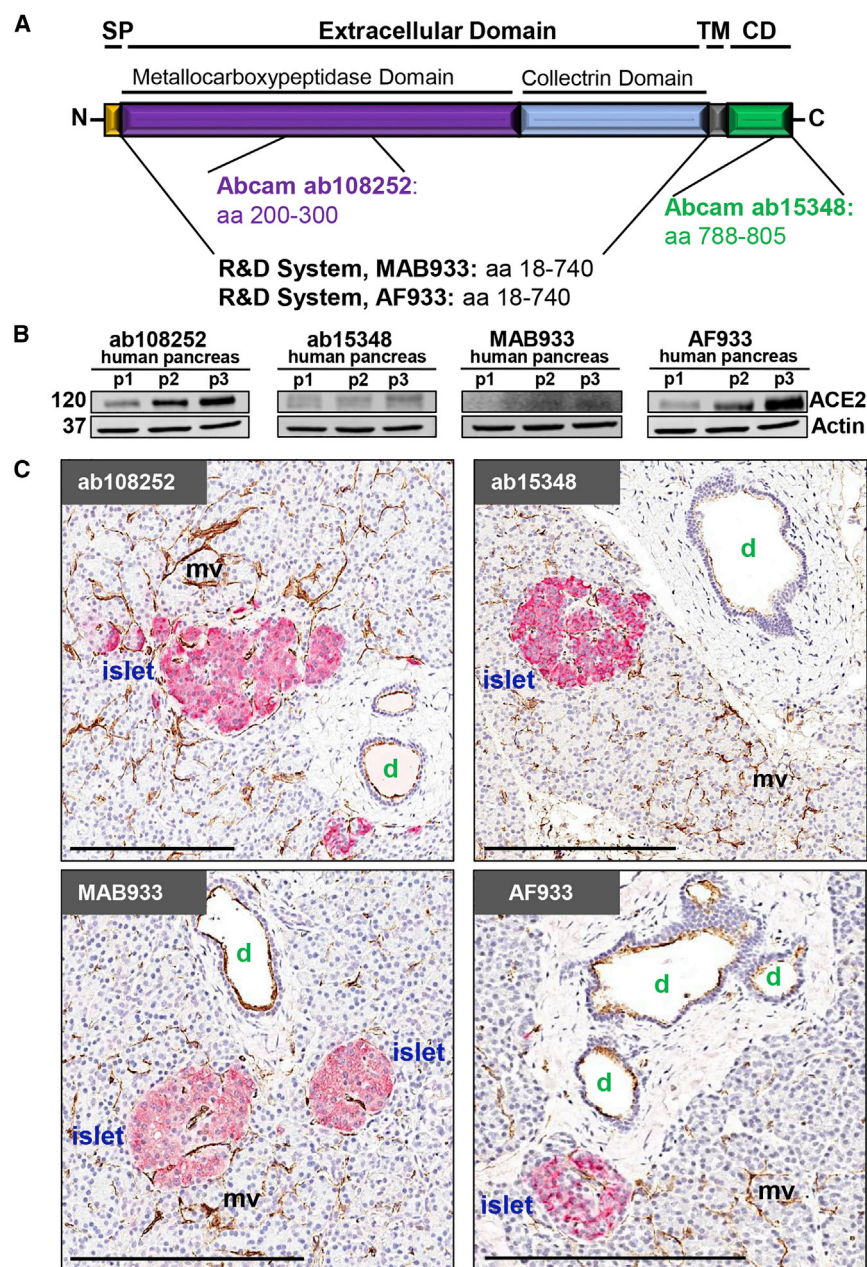 A
SP Extracellular Domain TM CD
Metallocarboxypeptidase Domain Collectrin Domain
N C
Abcam ab108252:
aa 200-300
Abcam ab15348:
aa 788-805
R&D System, MAB933: aa 18-740
R&D System, AF933: aa 18-740
B
ab108252 ab15348 MAB933 AF933
human pancreas human pancreas human pancreas human pancreas
p1 p2 p3 p1 p2 p3 p1 p2 p3 p1 p2 p3
120 ACE2
37 Actin
C
ab108252
mv
islet
d
ab15348
d
islet
mv
MAB933
d
islet
islet
mv
AF933
d
d
d
islet
mv